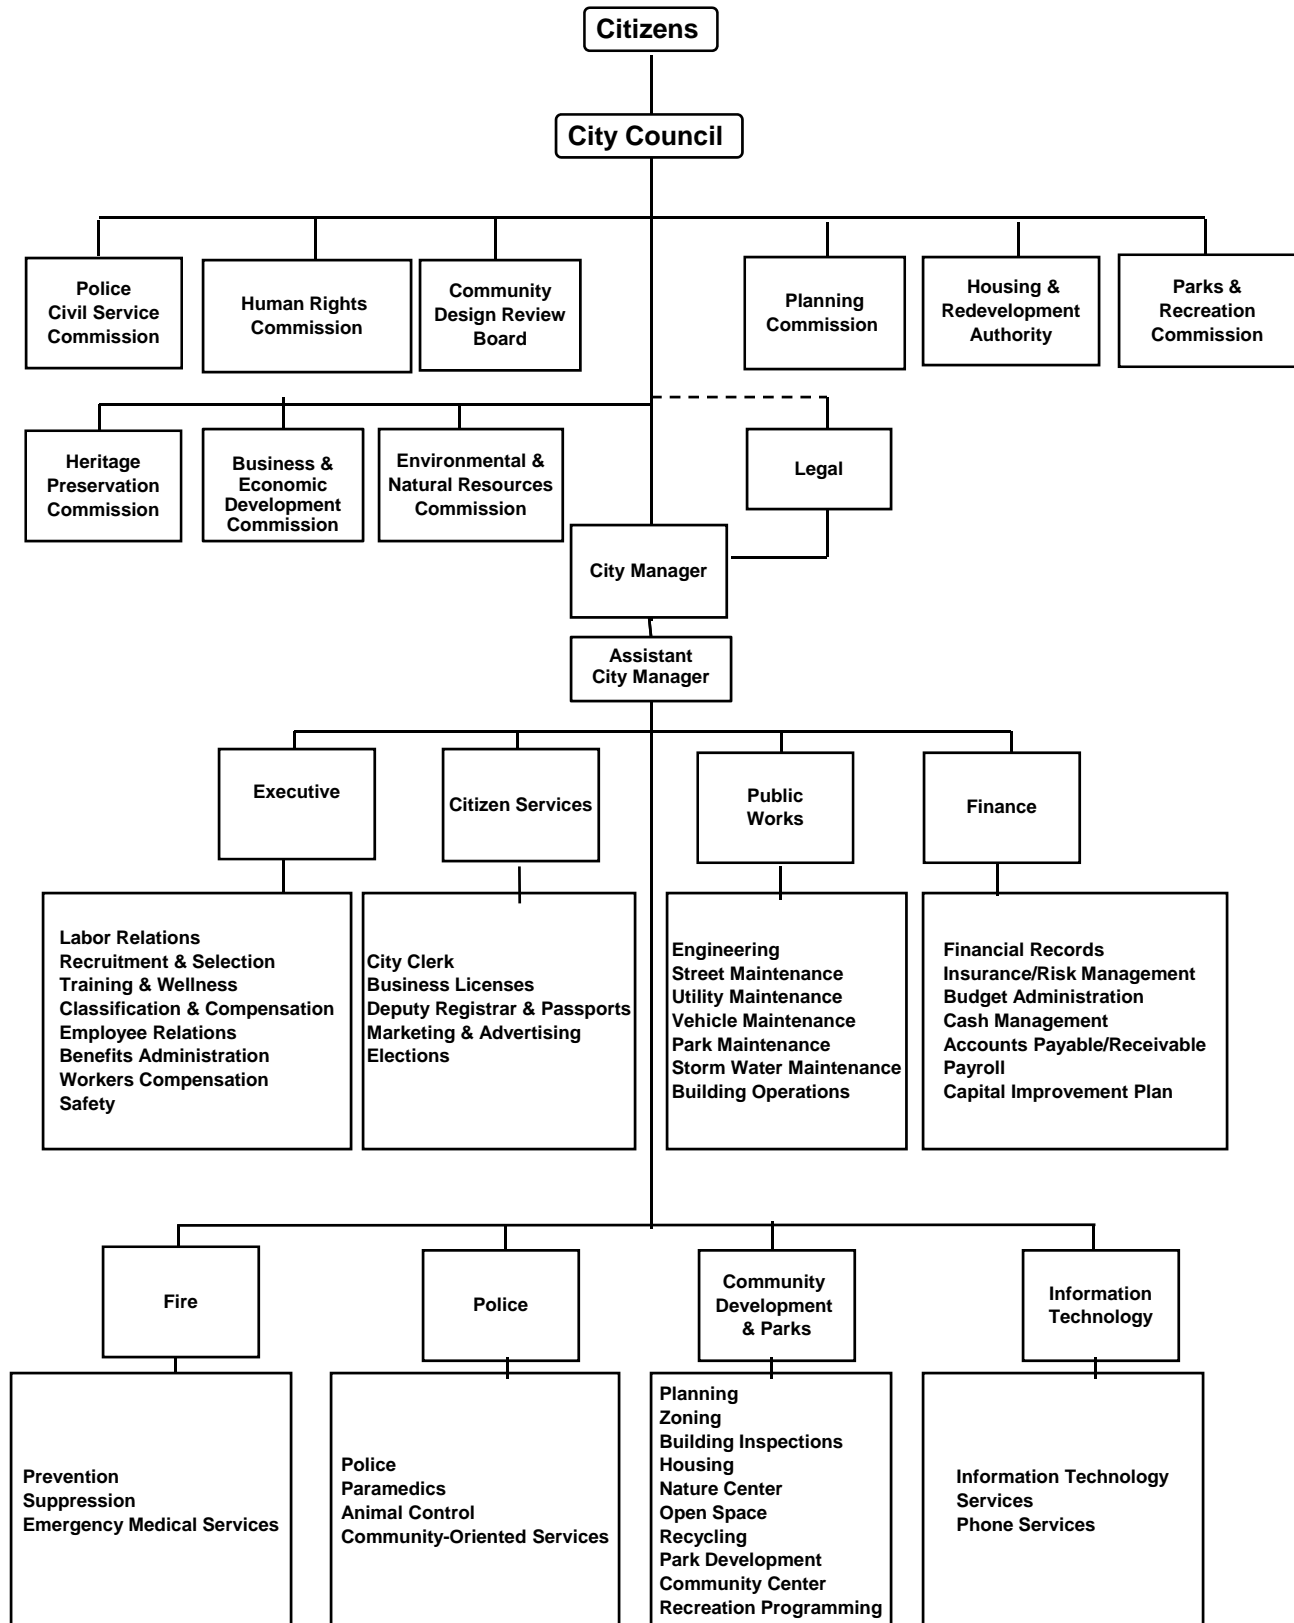 Citizens
City Council
Police
Civil Service
Commission
Human Rights
Commission
Community
Design Review
Board
Planning
Commission
Housing &
Redevelopment
Authority
Parks &
Recreation
Commission
Heritage
Preservation
Commission
Business &
Economic
Development
Commission
Environmental &
Natural Resources
Commission
Legal
City Manager
Assistant
City Manager
Executive
Citizen Services
Public
Works
Finance
Labor Relations
Recruitment & Selection
Training & Wellness
Classification & Compensation
Employee Relations
Benefits Administration
Workers Compensation
Safety
City Clerk
Business Licenses
Deputy Registrar & Passports
Marketing & Advertising
Elections
Engineering
Street Maintenance
Utility Maintenance
Vehicle Maintenance
Park Maintenance
Storm Water Maintenance
Building Operations
Financial Records
Insurance/Risk Management
Budget Administration
Cash Management
Accounts Payable/Receivable
Payroll
Capital Improvement Plan
Fire
Police
Community
Development
& Parks
Information
Technology
Prevention
Suppression
Emergency Medical Services
Police
Paramedics
Animal Control
Community-Oriented Services
Planning
Zoning
Building Inspections
Housing
Nature Center
Open Space
Recycling
Park Development
Community Center
Recreation Programming
Information Technology
Services
Phone Services